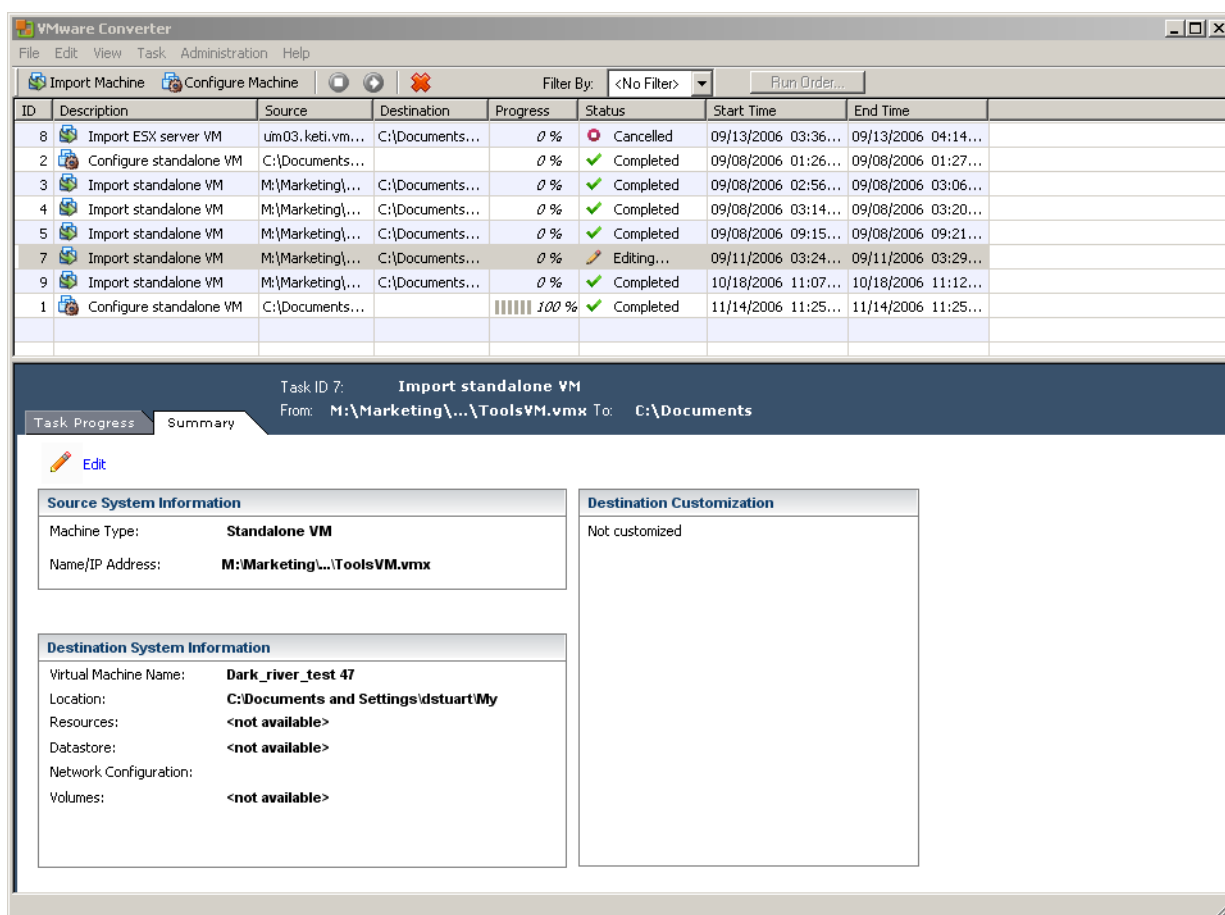 VMware Converter
File Edit View Task Administration Help
Import Machine Configure Machine Filter By: <No Filter> Run Order...
ID Description Source Destination Progress Status Start Time End Time
8 Import ESX server VM uim03.keti.vm... C:\Documents... 0 % Cancelled 09/13/2006 03:36... 09/13/2006 04:14...
2 Configure standalone VM C:\Documents... 0 % Completed 09/08/2006 01:26... 09/08/2006 01:27...
3 Import standalone VM M:\Marketing\... C:\Documents... 0 % Completed 09/08/2006 02:56... 09/08/2006 03:06...
4 Import standalone VM M:\Marketing\... C:\Documents... 0 % Completed 09/08/2006 03:14... 09/08/2006 03:20...
5 Import standalone VM M:\Marketing\... C:\Documents... 0 % Completed 09/08/2006 09:15... 09/08/2006 09:21...
7 Import standalone VM M:\Marketing\... C:\Documents... 0 % Editing... 09/11/2006 03:24... 09/11/2006 03:29...
9 Import standalone VM M:\Marketing\... C:\Documents... 0 % Completed 10/18/2006 11:07... 10/18/2006 11:12...
1 Configure standalone VM C:\Documents... 100 % Completed 11/14/2006 11:25... 11/14/2006 11:25...
Task ID 7: Import standalone VM
From: M:\Marketing\...\ToolsVM.vmx To: C:\Documents
Task Progress Summary
Edit
Source System Information
Machine Type: Standalone VM
Name/IP Address: M:\Marketing\...\ToolsVM.vmx
Destination Customization
Not customized
Destination System Information
Virtual Machine Name: Dark_river_test 47
Location: C:\Documents and Settings\dstuart\My
Resources: <not available>
Datastore: <not available>
Network Configuration:
Volumes: <not available>